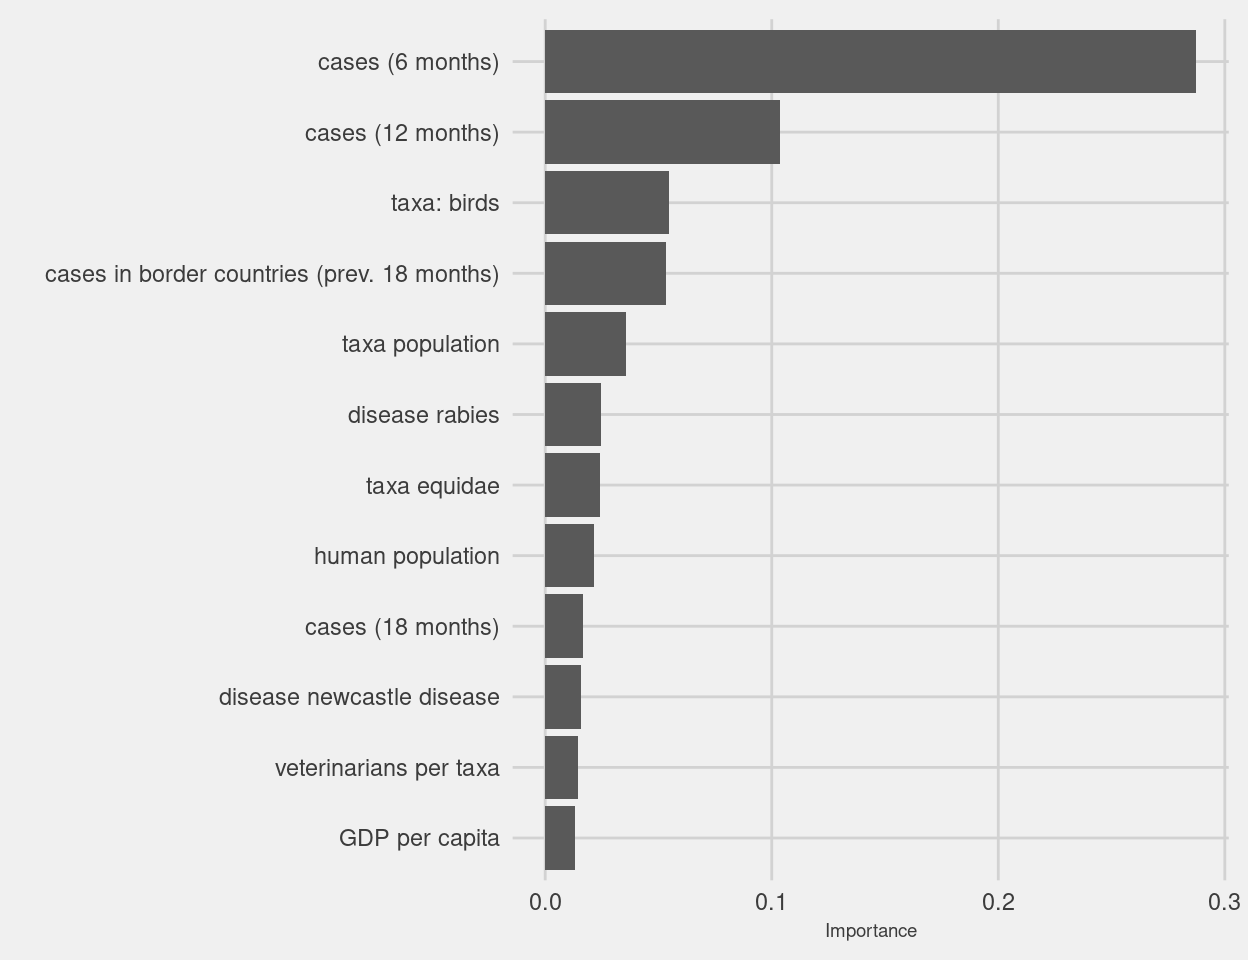 cases (6 months)
cases (12 months)
taxa: birds
cases in border countries (prev. 18 months)
taxa population
disease rabies
taxa equidae
human population
cases (18 months)
disease newcastle disease
veterinarians per taxa
GDP per capita
0.0 0.1 0.2 0.3
Importance